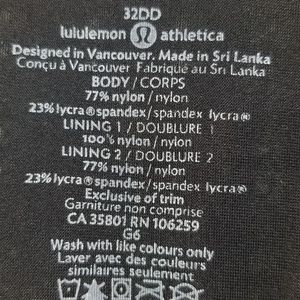 32DD
lululemon athletica
Designed in Vancouver. Made in Sri Lanka
Conçu à Vancouver Fabriqué au Sri Lanka
BODY / CORPS
77% nylon / nylon
23% lycra® spandex / spandex lycra®
LINING 1 / DOUBLURE 1
100% nylon / nylon
LINING 2 / DOUBLURE 2
77% nylon / nylon
23% lycra® spandex / spandex lycra®
Exclusive of trim
Garniture non comprise
CA 35801 RN 106259
G6
Wash with like colours only
Laver avec des couleurs
similaires seulement